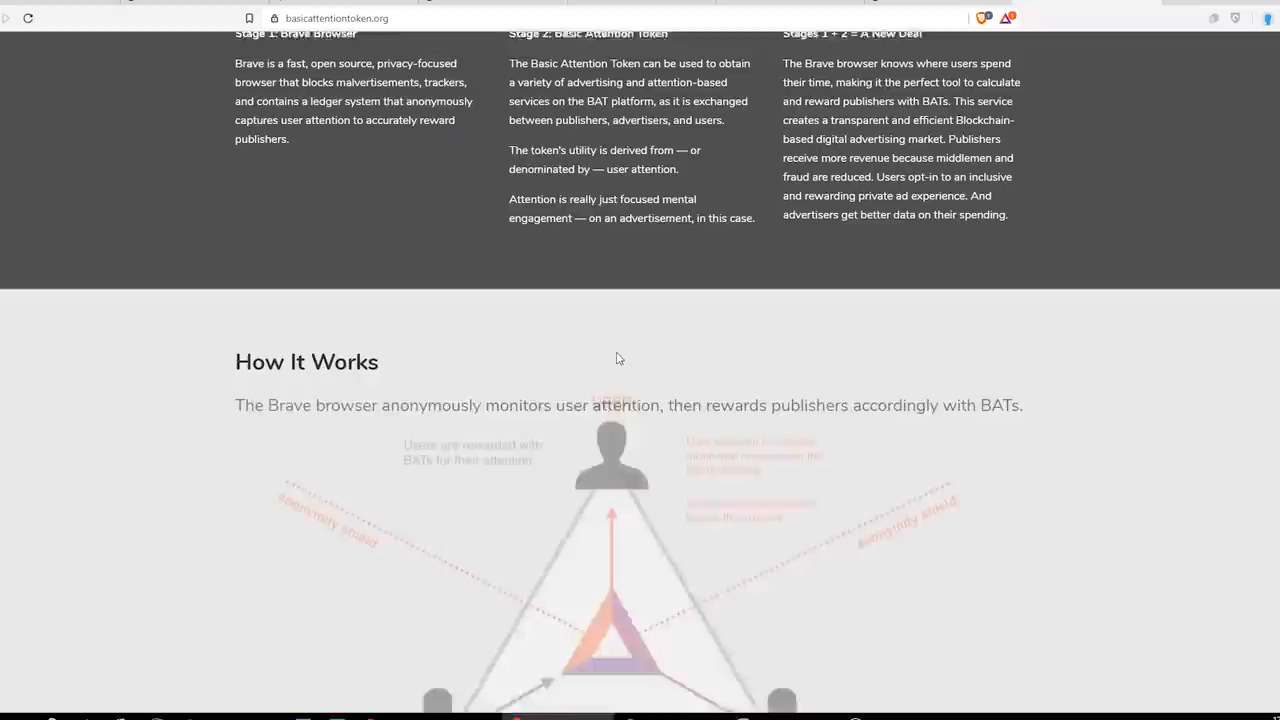 basicattentiontoken.org
Stage 1: Brave Browser
Brave is a fast, open source, privacy-focused
browser that blocks malvertisements, trackers,
and contains a ledger system that anonymously
captures user attention to accurately reward
publishers.
Stage 2: Basic Attention Token
The Basic Attention Token can be used to obtain
a variety of advertising and attention-based
services on the BAT platform, as it is exchanged
between publishers, advertisers, and users.
The token's utility is derived from — or
denominated by — user attention.
Attention is really just focused mental
engagement — on an advertisement, in this case.
Stages 1 + 2 = A New Deal
The Brave browser knows where users spend
their time, making it the perfect tool to calculate
and reward publishers with BATs. This service
creates a transparent and efficient Blockchain-
based digital advertising market. Publishers
receive more revenue because middlemen and
fraud are reduced. Users opt-in to an inclusive
and rewarding private ad experience. And
advertisers get better data on their spending.
How It Works
The Brave browser anonymously monitors user attention, then rewards publishers accordingly with BATs.
Users are rewarded with
BATs for their attention
anonymity shield
anonymity shield